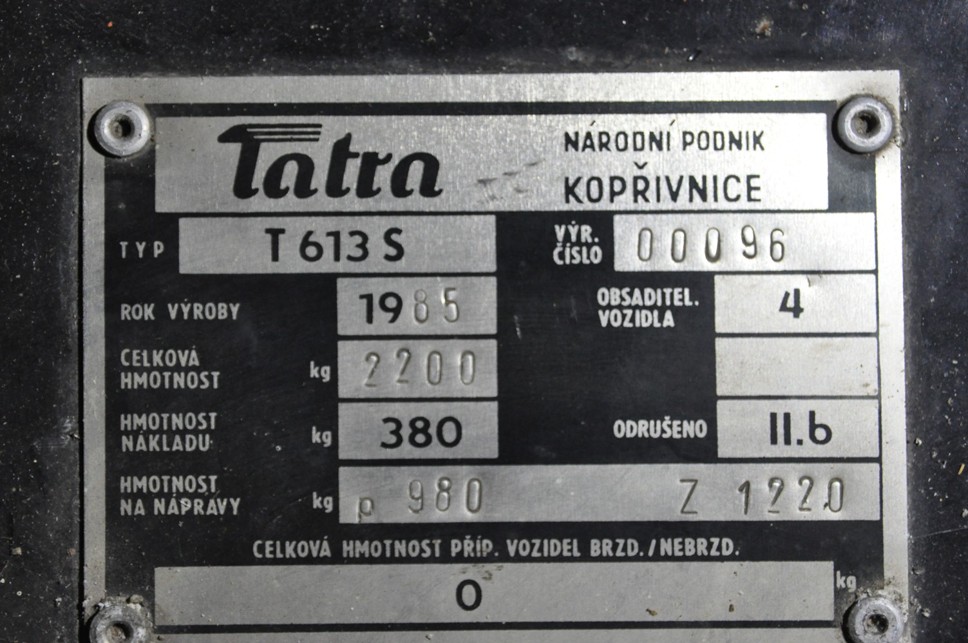 Tatra NÁRODNÍ PODNIK
KOPŘIVNICE
TYP T 613 S VÝR. ČÍSLO 00096
ROK VÝROBY 1985 OBSADITEL. VOZIDLA 4
CELKOVÁ HMOTNOST kg 2200
HMOTNOST NÁKLADU kg 380 ODRUŠENO II.b
HMOTNOST NA NÁPRAVY kg p 980 Z 1220
CELKOVÁ HMOTNOST PŘÍP. VOZIDEL BRZD./NEBRZD.
0 kg